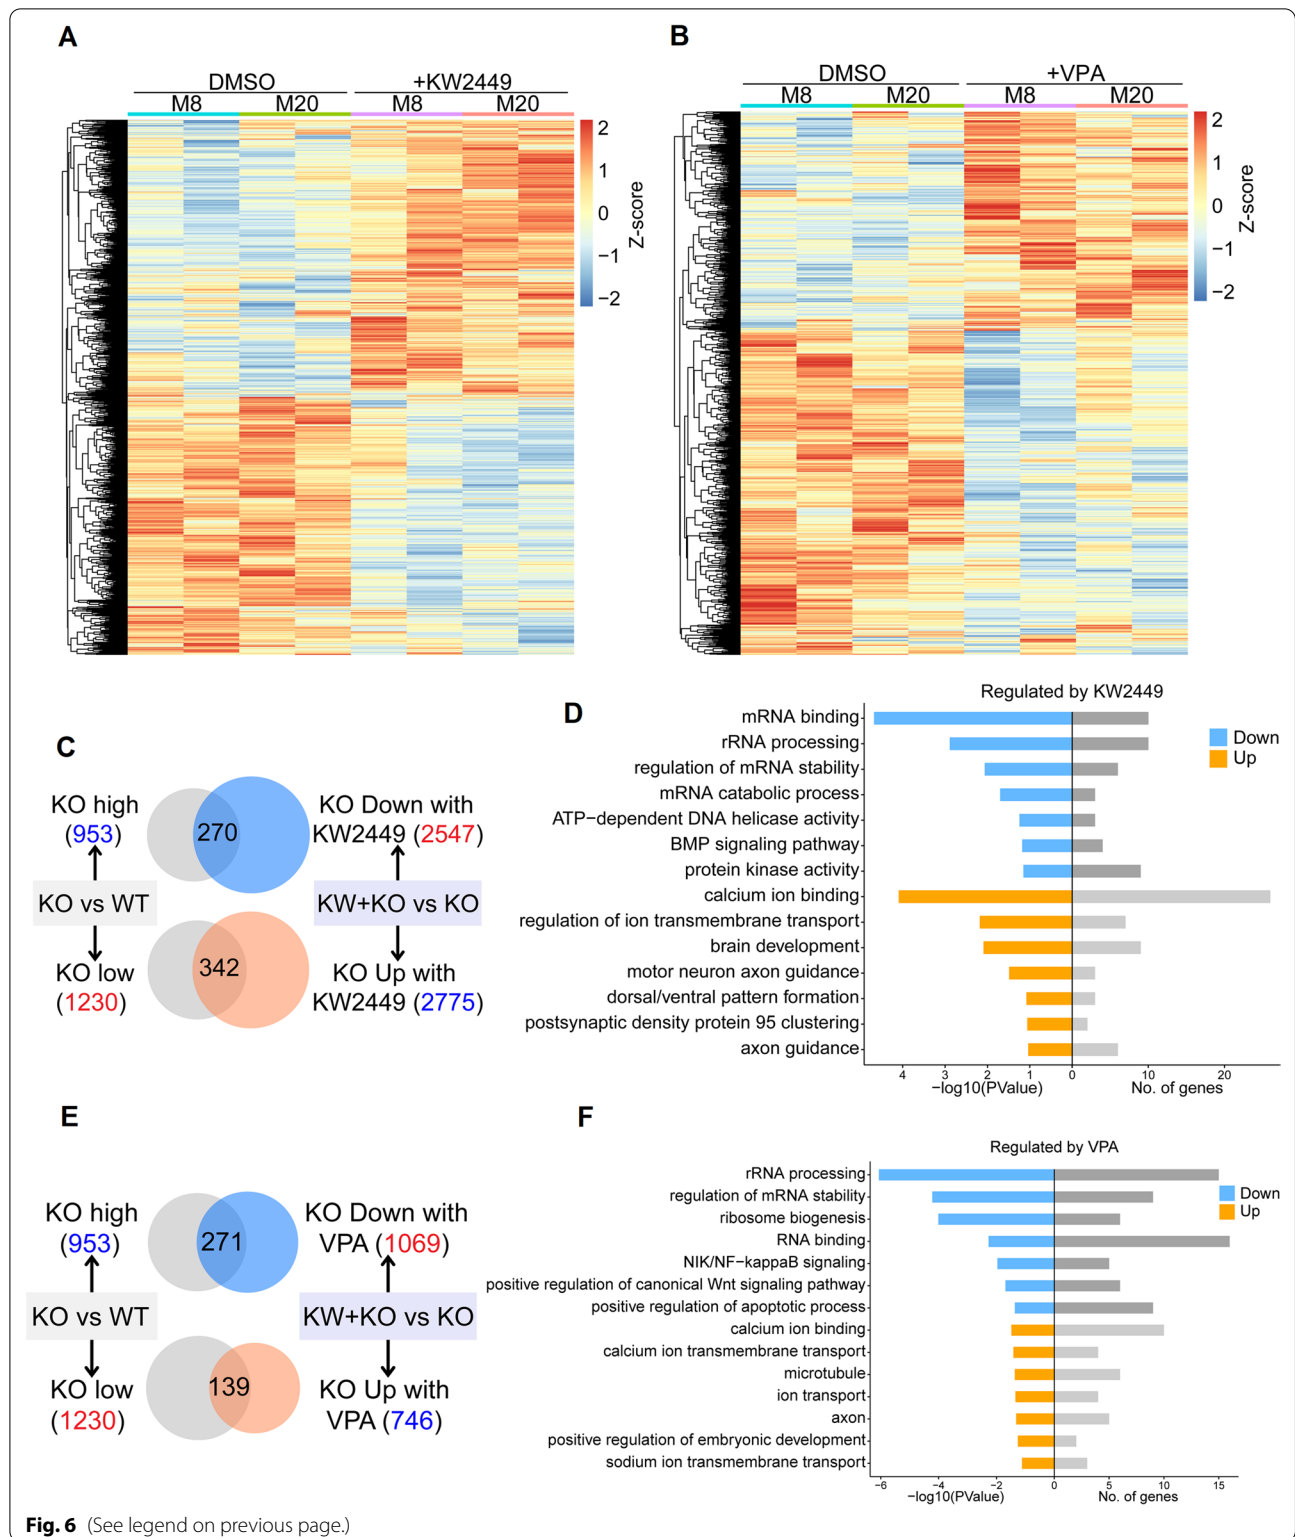 A
DMSO +KW2449
M8 M20 M8 M20
2
1
0
−1
−2
Z-score
B
DMSO +VPA
M8 M20 M8 M20
2
1
0
−1
−2
Z-score
C
KO high
(953)
270
KO Down with
KW2449 (2547)
KO vs WT
KW+KO vs KO
KO low
(1230)
342
KO Up with
KW2449 (2775)
D
Regulated by KW2449
mRNA binding
rRNA processing
regulation of mRNA stability
mRNA catabolic process
ATP−dependent DNA helicase activity
BMP signaling pathway
protein kinase activity
calcium ion binding
regulation of ion transmembrane transport
brain development
motor neuron axon guidance
dorsal/ventral pattern formation
postsynaptic density protein 95 clustering
axon guidance
Down
Up
4 3 2 1 0 10 20
−log10(PValue) No. of genes
E
KO high
(953)
271
KO Down with
VPA (1069)
KO vs WT
KW+KO vs KO
KO low
(1230)
139
KO Up with
VPA (746)
F
Regulated by VPA
rRNA processing
regulation of mRNA stability
ribosome biogenesis
RNA binding
NIK/NF−kappaB signaling
positive regulation of canonical Wnt signaling pathway
positive regulation of apoptotic process
calcium ion binding
calcium ion transmembrane transport
microtubule
ion transport
axon
positive regulation of embryonic development
sodium ion transmembrane transport
Down
Up
−6 −4 −2 0 5 10 15
−log10(PValue) No. of genes
Fig. 6 (See legend on previous page.)